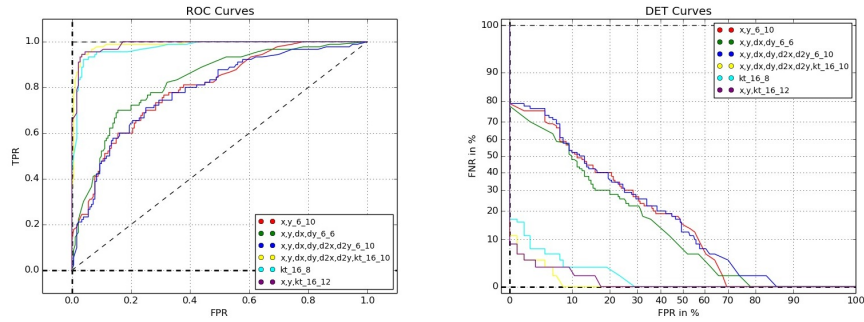 ROC Curves
1.0
0.8
0.6
0.4
0.2
0.0
TPR
0.0 0.2 0.4 0.6 0.8 1.0
FPR
x,y_6_10
x,y,dx,dy_6_6
x,y,dx,dy,d2x,d2y_6_10
x,y,dx,dy,d2x,d2y,kt_16_10
kt_16_8
x,y,kt_16_12
DET Curves
100
90
80
70
60
50
40
30
20
10
0
FNR in %
0 10 20 30 40 50 60 70 80 90 100
FPR in %
x,y_6_10
x,y,dx,dy_6_6
x,y,dx,dy,d2x,d2y_6_10
x,y,dx,dy,d2x,d2y,kt_16_10
kt_16_8
x,y,kt_16_12